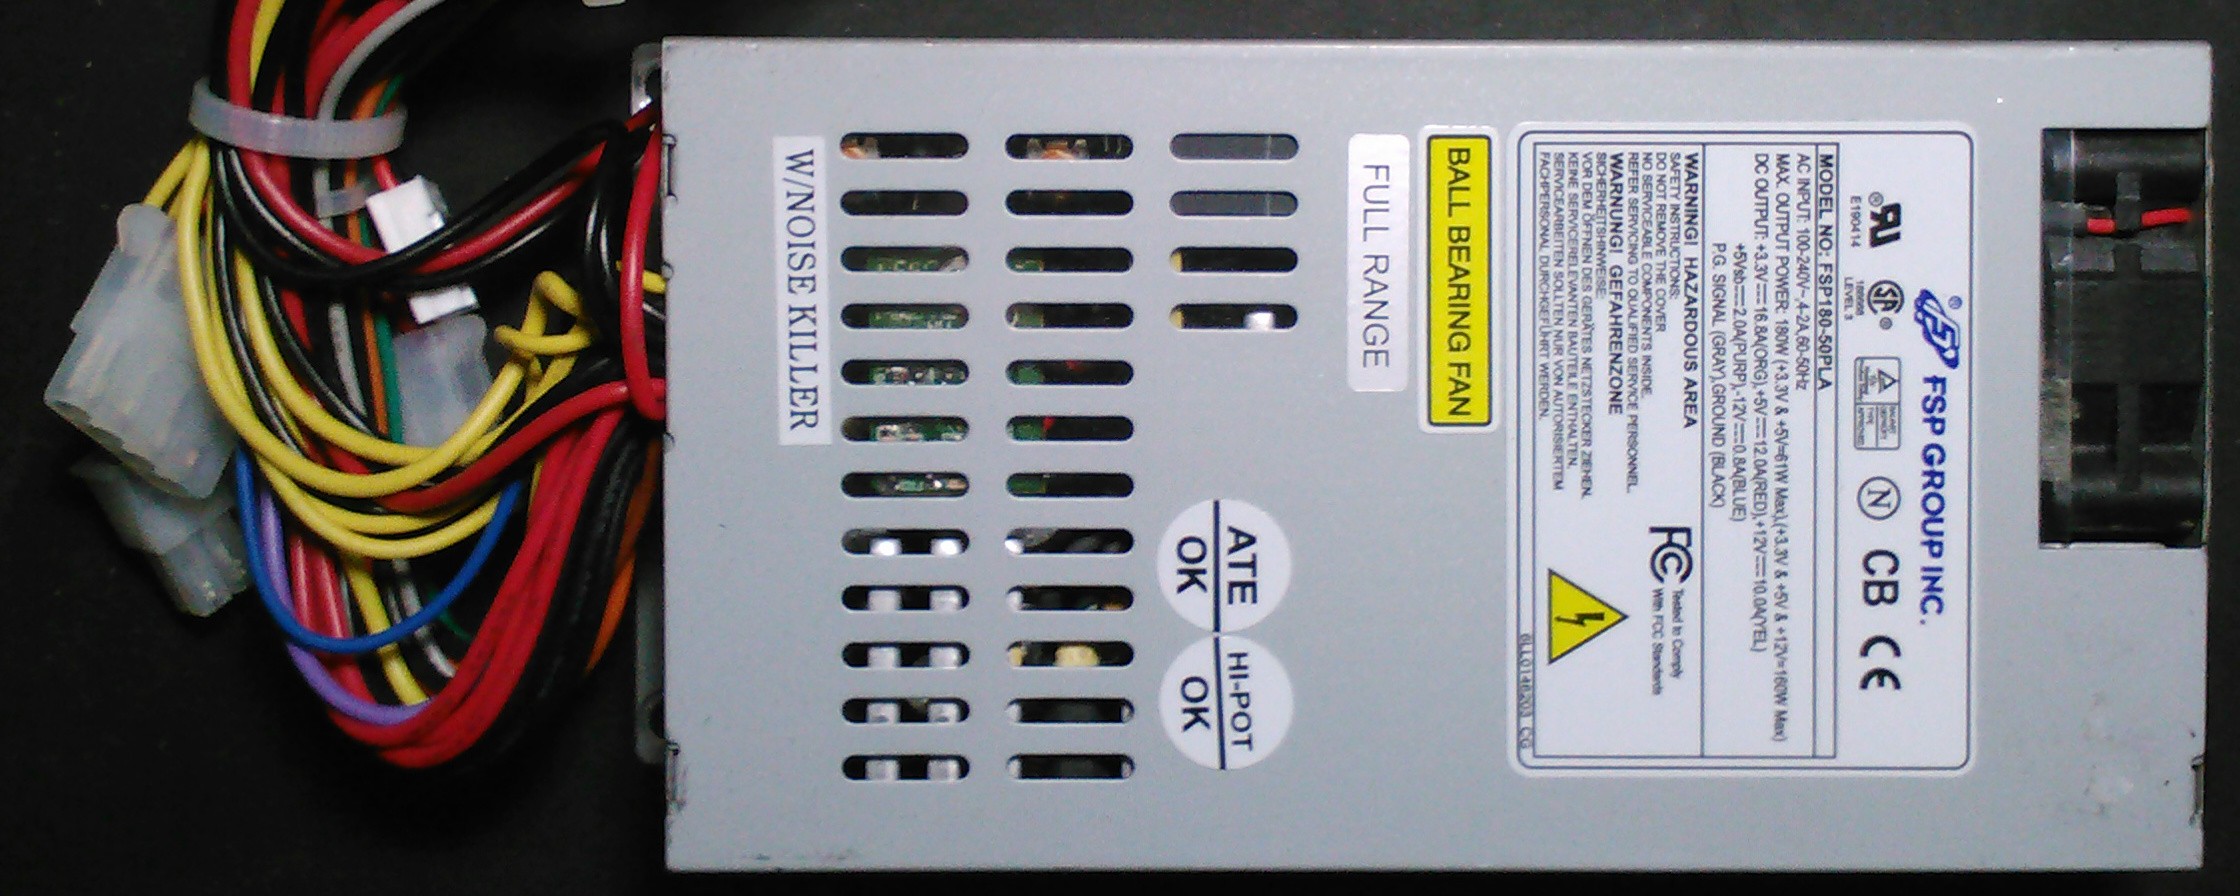 W/NOISE KILLER
FULL RANGE
BALL BEARING FAN
ATE
OK
HI-POT
OK
FSP GROUP INC.
E190414
LEVEL 3
N
CB CE
MODEL NO: FSP180-50PLA
AC INPUT: 100-240V~,4-2A,60-50Hz
MAX. OUTPUT POWER: 180W (+3.3V & +5V=61W Max),(+3.3V & +5V & +12V=160W Max)
DC OUTPUT: +3.3V⎓16.8A(ORG),+5V⎓12.0A(RED),+12V⎓10.0A(YEL)
+5Vsb⎓2.0A(PURP),-12V⎓0.8A(BLUE)
P.G. SIGNAL (GRAY),GROUND (BLACK)
WARNING! HAZARDOUS AREA
SAFETY INSTRUCTIONS:
DO NOT REMOVE THE COVER
NO SERVICEABLE COMPONENTS INSIDE.
REFER SERVICING TO QUALIFIED SERVICE PERSONNEL.
WARNUNG! GEFAHRENZONE
SICHERHEITSHINWEISE:
VOR DEM ÖFFNEN DES GERÄTES NETZSTECKER ZIEHEN.
KEINE SERVICERELEVANTEN BAUTEILE ENTHALTEN.
SERVICEARBEITEN SOLLTEN NUR VON AUTORISIERTEM
FACHPERSONAL DURCHGEFÜHRT WERDEN.
FC Tested to Comply
With FCC Standards
6LL0146203 CG